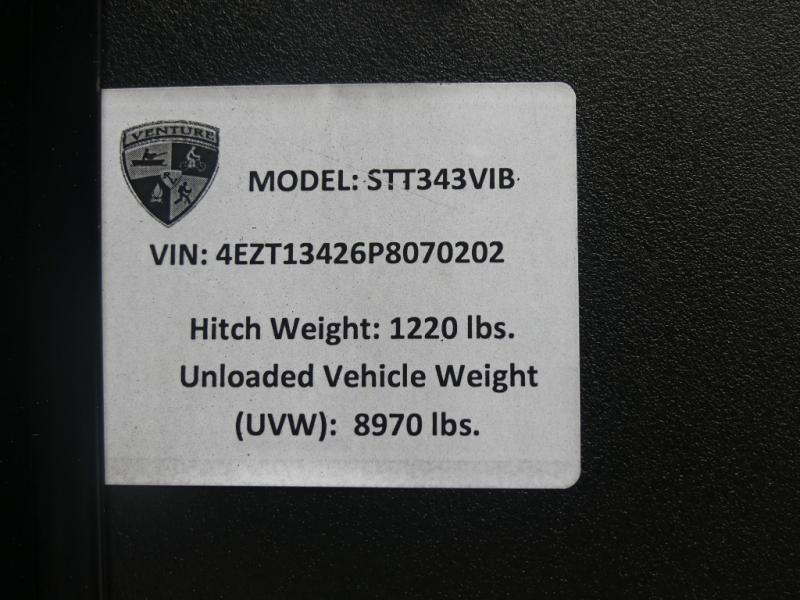 VENTURE
MODEL: STT343VIB
VIN: 4EZT13426P8070202
Hitch Weight: 1220 lbs.
Unloaded Vehicle Weight
(UVW): 8970 lbs.